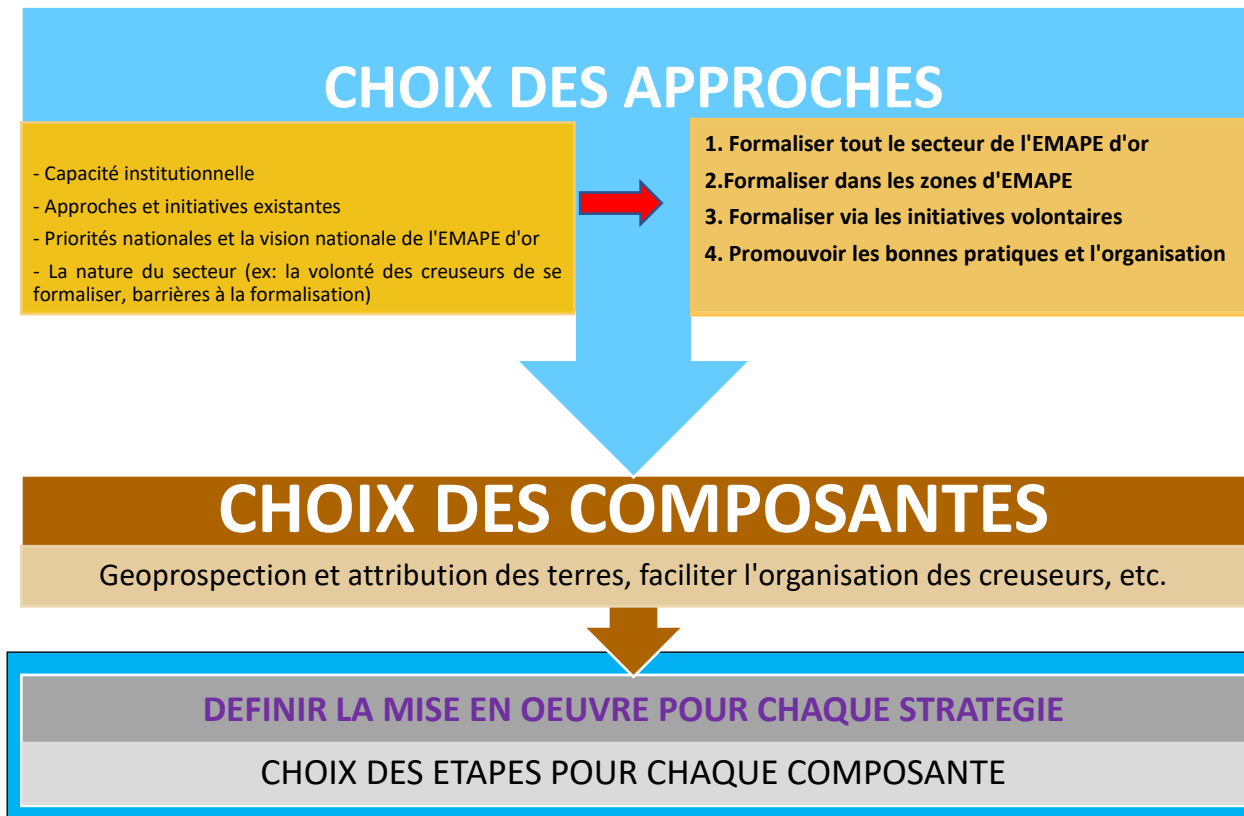 CHOIX DES APPROCHES
- Capacité institutionnelle
- Approches et initiatives existantes
- Priorités nationales et la vision nationale de l'EMAPE d'or
- La nature du secteur (ex: la volonté des creuseurs de se
formaliser, barrières à la formalisation)
1. Formaliser tout le secteur de l'EMAPE d'or
2.Formaliser dans les zones d'EMAPE
3. Formaliser via les initiatives volontaires
4. Promouvoir les bonnes pratiques et l'organisation
CHOIX DES COMPOSANTES
Geoprospection et attribution des terres, faciliter l'organisation des creuseurs, etc.
DEFINIR LA MISE EN OEUVRE POUR CHAQUE STRATEGIE
CHOIX DES ETAPES POUR CHAQUE COMPOSANTE